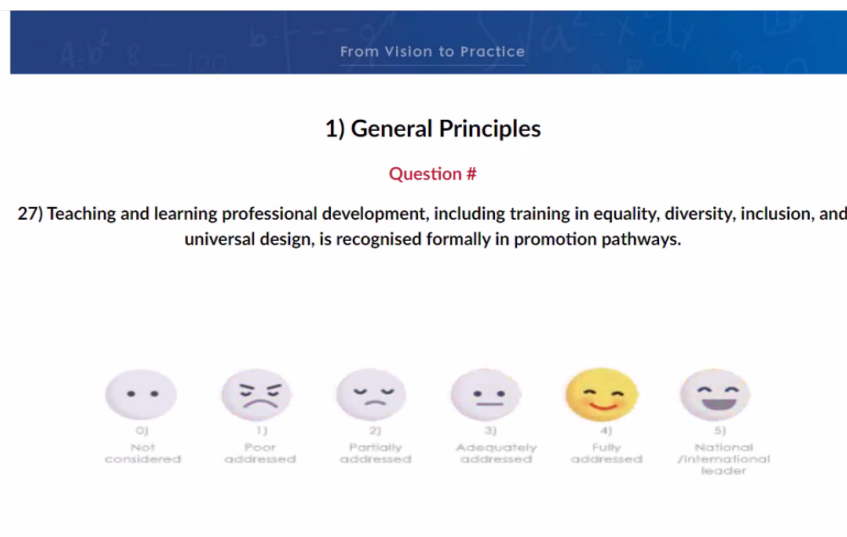 From Vision to Practice
1) General Principles
Question #
27) Teaching and learning professional development, including training in equality, diversity, inclusion, and
universal design, is recognised formally in promotion pathways.
0) 1) 2) 3) 4) 5)
Not considered
Poor addressed
Partially addressed
Adequately addressed
Fully addressed
National /International leader